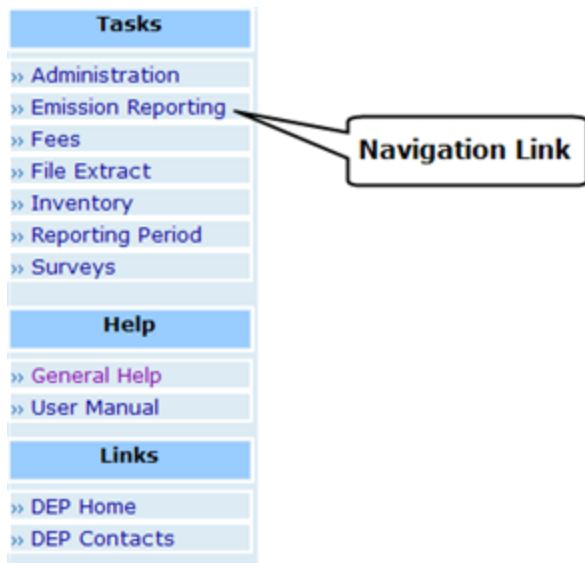 Tasks
» Administration
» Emission Reporting
» Fees
» File Extract
» Inventory
» Reporting Period
» Surveys
Navigation Link
Help
» General Help
» User Manual
Links
» DEP Home
» DEP Contacts